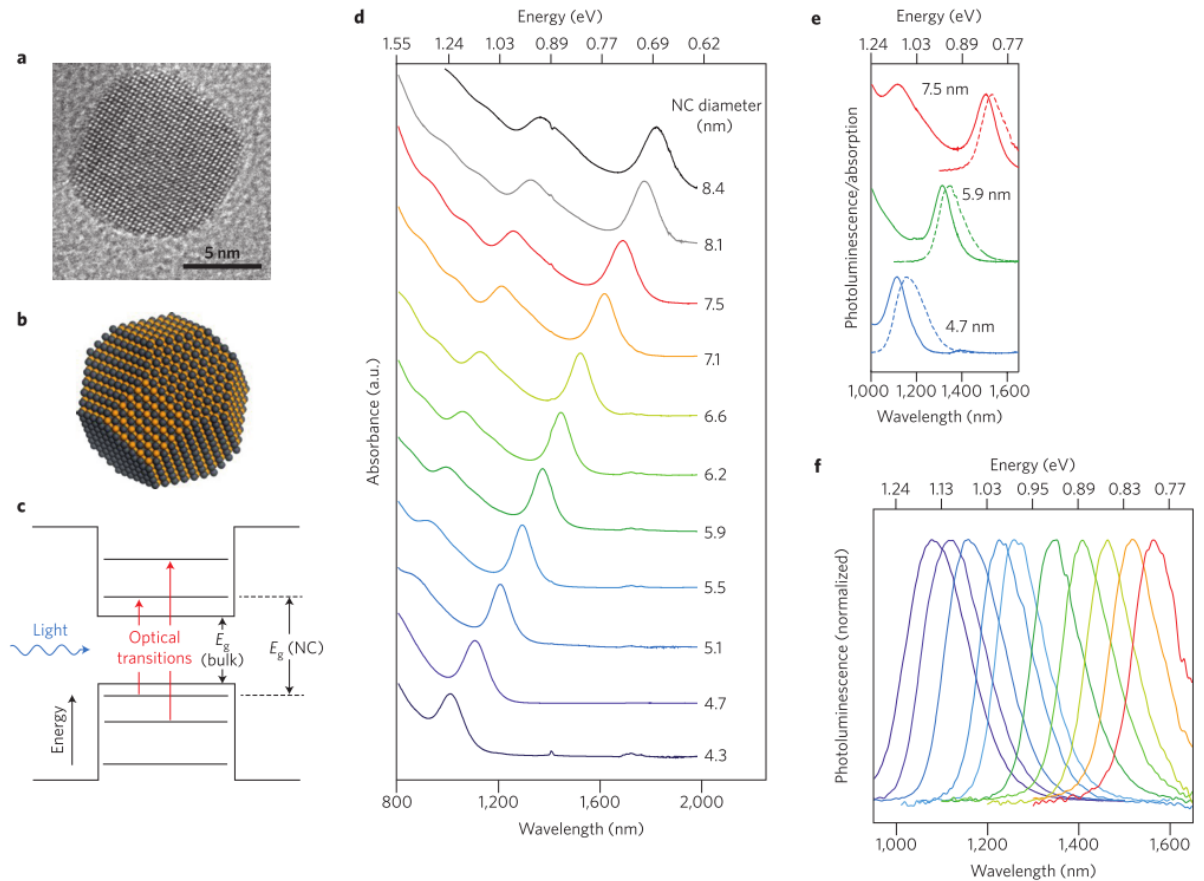 a
5 nm
b
c
Light
Optical
transitions
E_g
(bulk)
E_g (NC)
Energy
d
Energy (eV)
1.55 1.24 1.03 0.89 0.77 0.69 0.62
NC diameter
(nm)
8.4
8.1
7.5
7.1
6.6
6.2
5.9
5.5
5.1
4.7
4.3
Absorbance (a.u.)
800 1,200 1,600 2,000
Wavelength (nm)
e
Energy (eV)
1.24 1.03 0.89 0.77
7.5 nm
5.9 nm
4.7 nm
Photoluminescence/absorption
1,000 1,200 1,400 1,600
Wavelength (nm)
f
Energy (eV)
1.24 1.13 1.03 0.95 0.89 0.83 0.77
Photoluminescence (normalized)
1,000 1,200 1,400 1,600
Wavelength (nm)